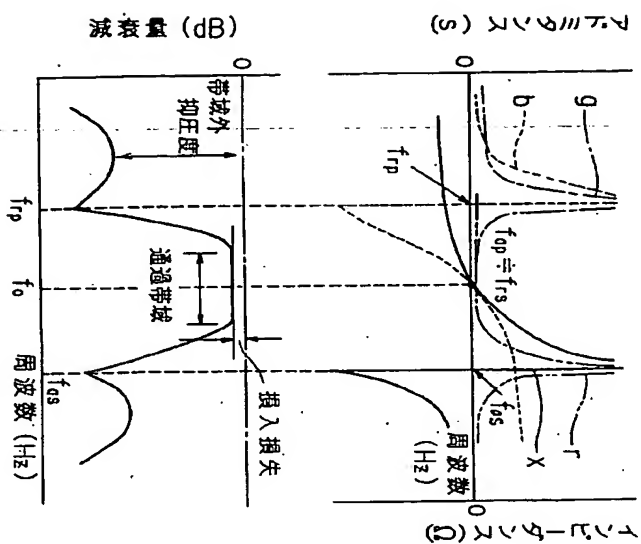 アドミタンス (S)
0
g
b
frp
fap≒frs
fas
周波数
(Hz)
r
x
0
インピーダンス(Ω)
減衰量 (dB)
0
帯域外
抑圧度
通過帯域
損入損失
frp
fo
fas
周波数 (Hz)